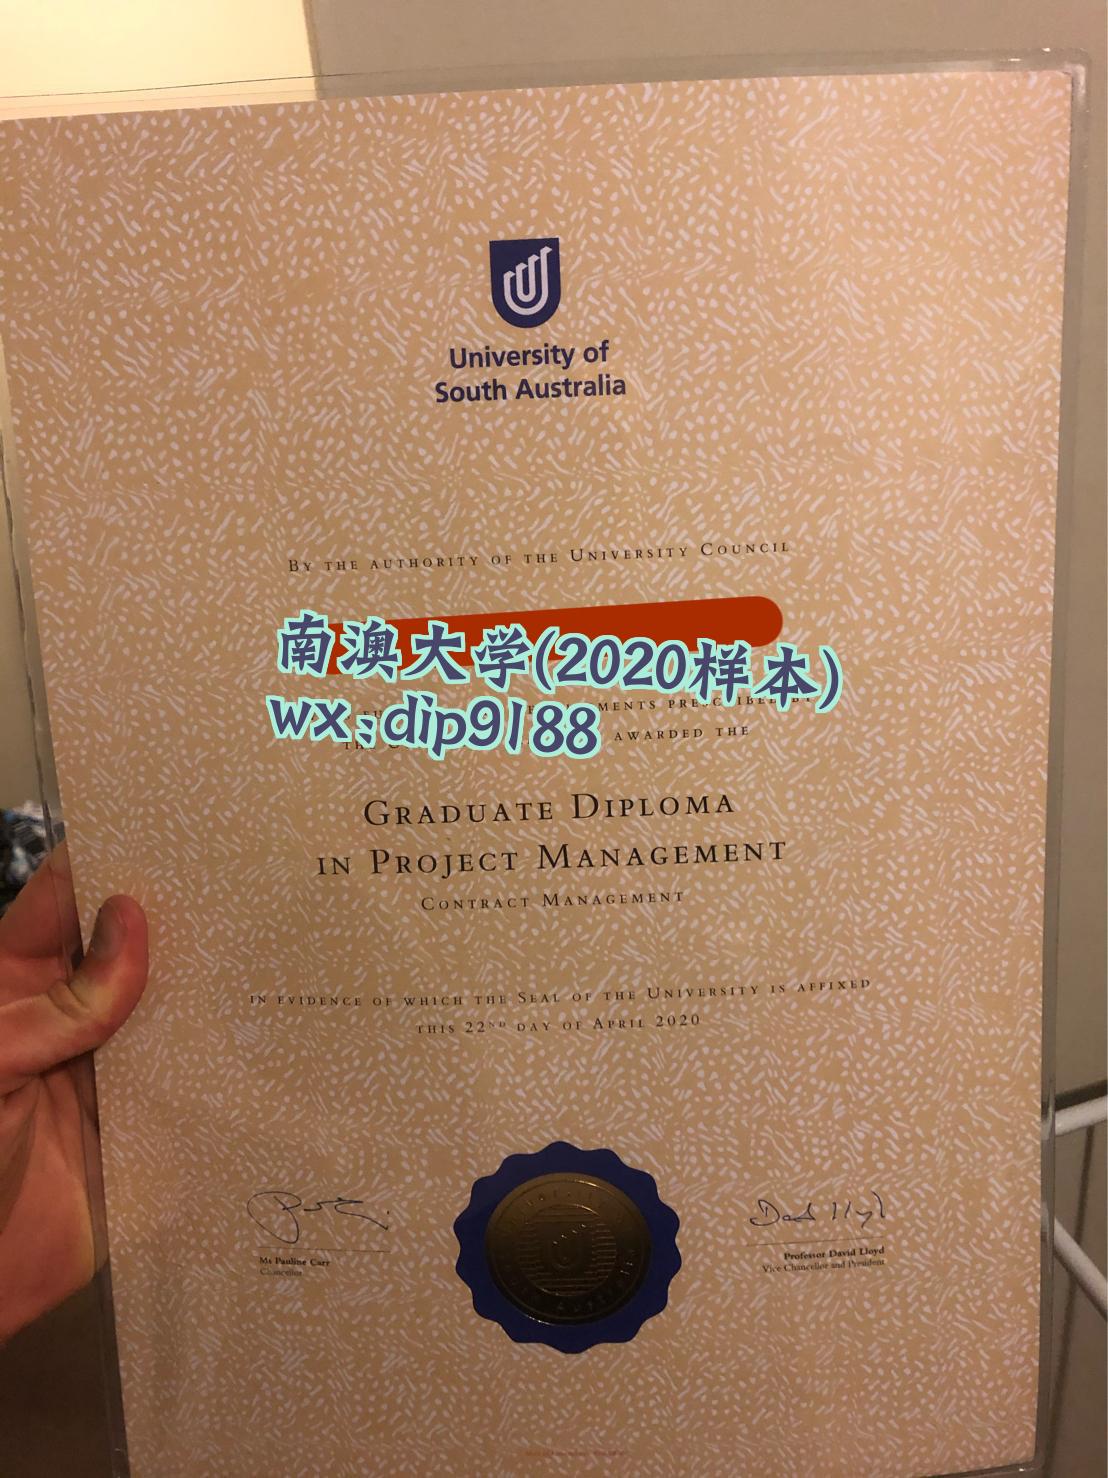 University of
South Australia
BY THE AUTHORITY OF THE UNIVERSITY COUNCIL
南澳大学(2020样本)
wx:dip9188
PRESCRIBED BY
THE AWARDED THE
GRADUATE DIPLOMA
IN PROJECT MANAGEMENT
CONTRACT MANAGEMENT
IN EVIDENCE OF WHICH THE SEAL OF THE UNIVERSITY IS AFFIXED
THIS 22ND DAY OF APRIL 2020
Ms Pauline Carr
Chancellor
Professor David Lloyd
Vice Chancellor and President